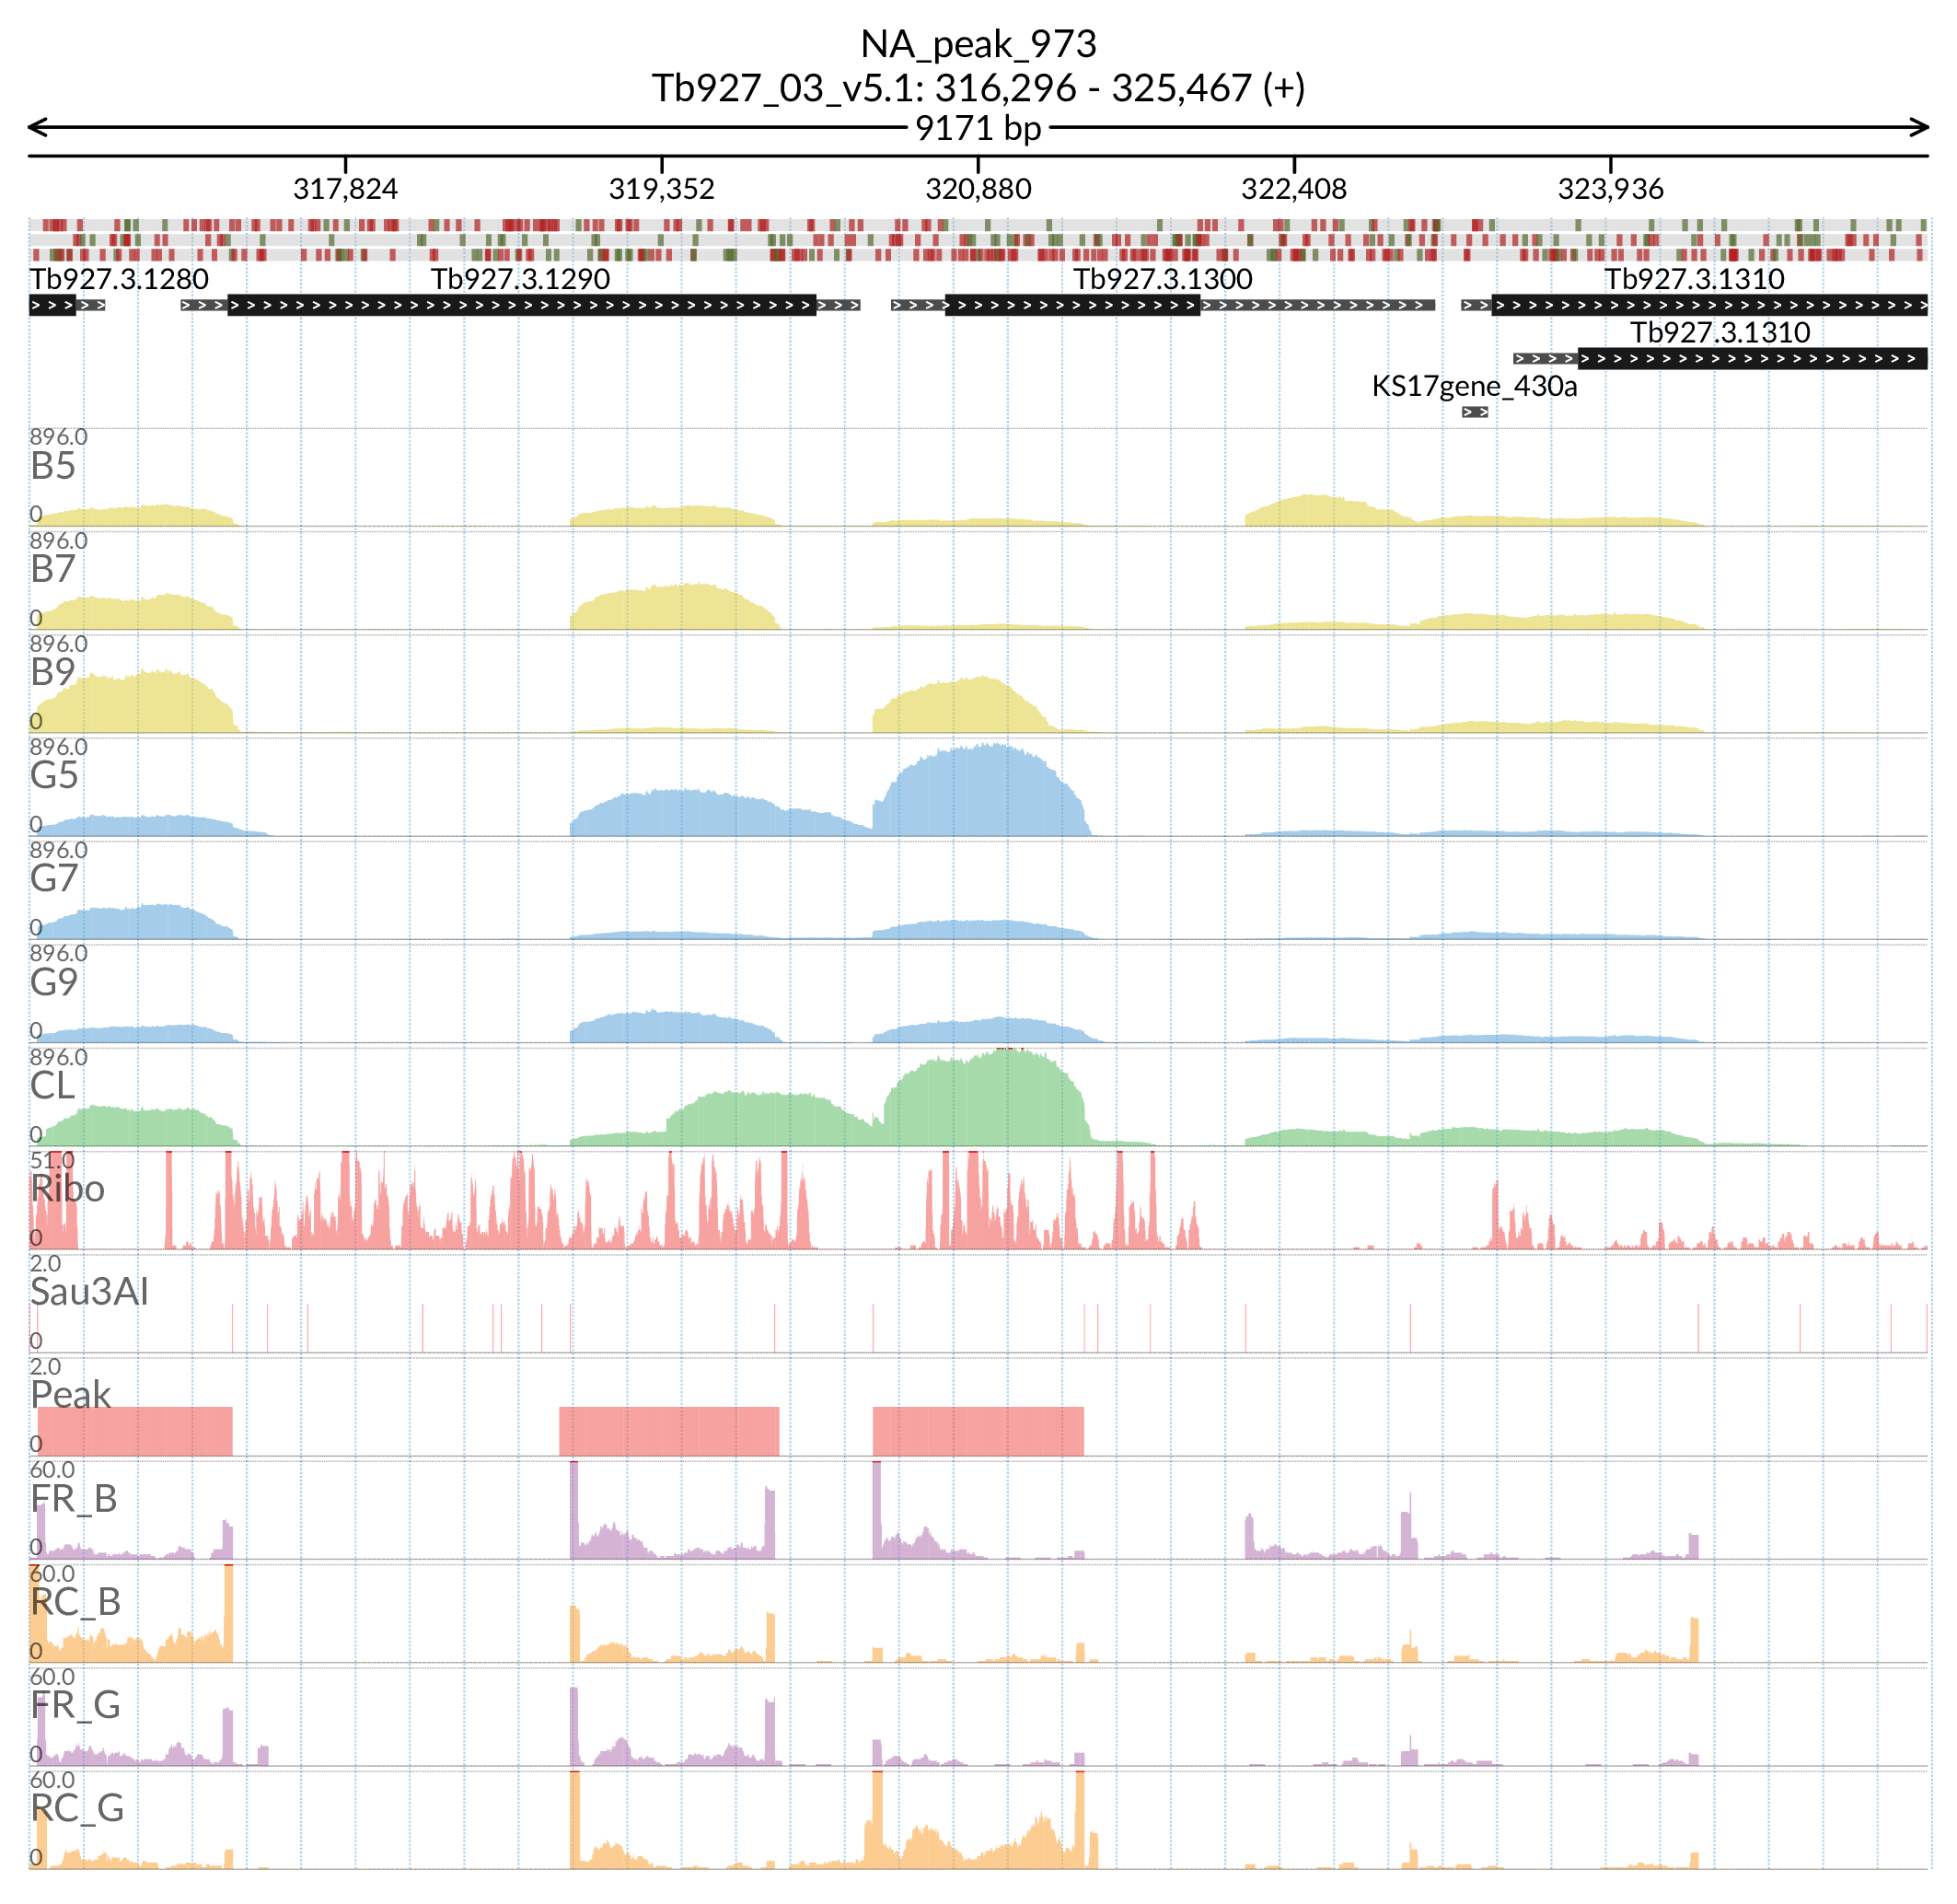 NA_peak_973
Tb927_03_v5.1: 316,296 - 325,467 (+)
9171 bp
317,824 319,352 320,880 322,408 323,936
Tb927.3.1280 Tb927.3.1290 Tb927.3.1300 Tb927.3.1310
Tb927.3.1310
KS17gene_430a
896.0
B5
0
896.0
B7
0
896.0
B9
0
896.0
G5
0
896.0
G7
0
896.0
G9
0
896.0
CL
0
51.0
Ribo
0
2.0
Sau3AI
0
2.0
Peak
0
60.0
FR_B
0
60.0
RC_B
0
60.0
FR_G
0
60.0
RC_G
0